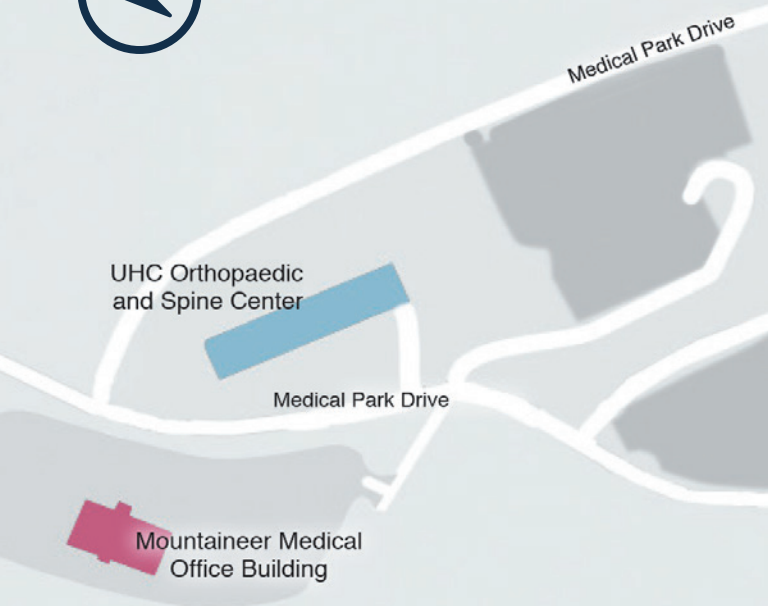 Medical Park Drive
UHC Orthopaedic
and Spine Center
Medical Park Drive
Mountaineer Medical
Office Building